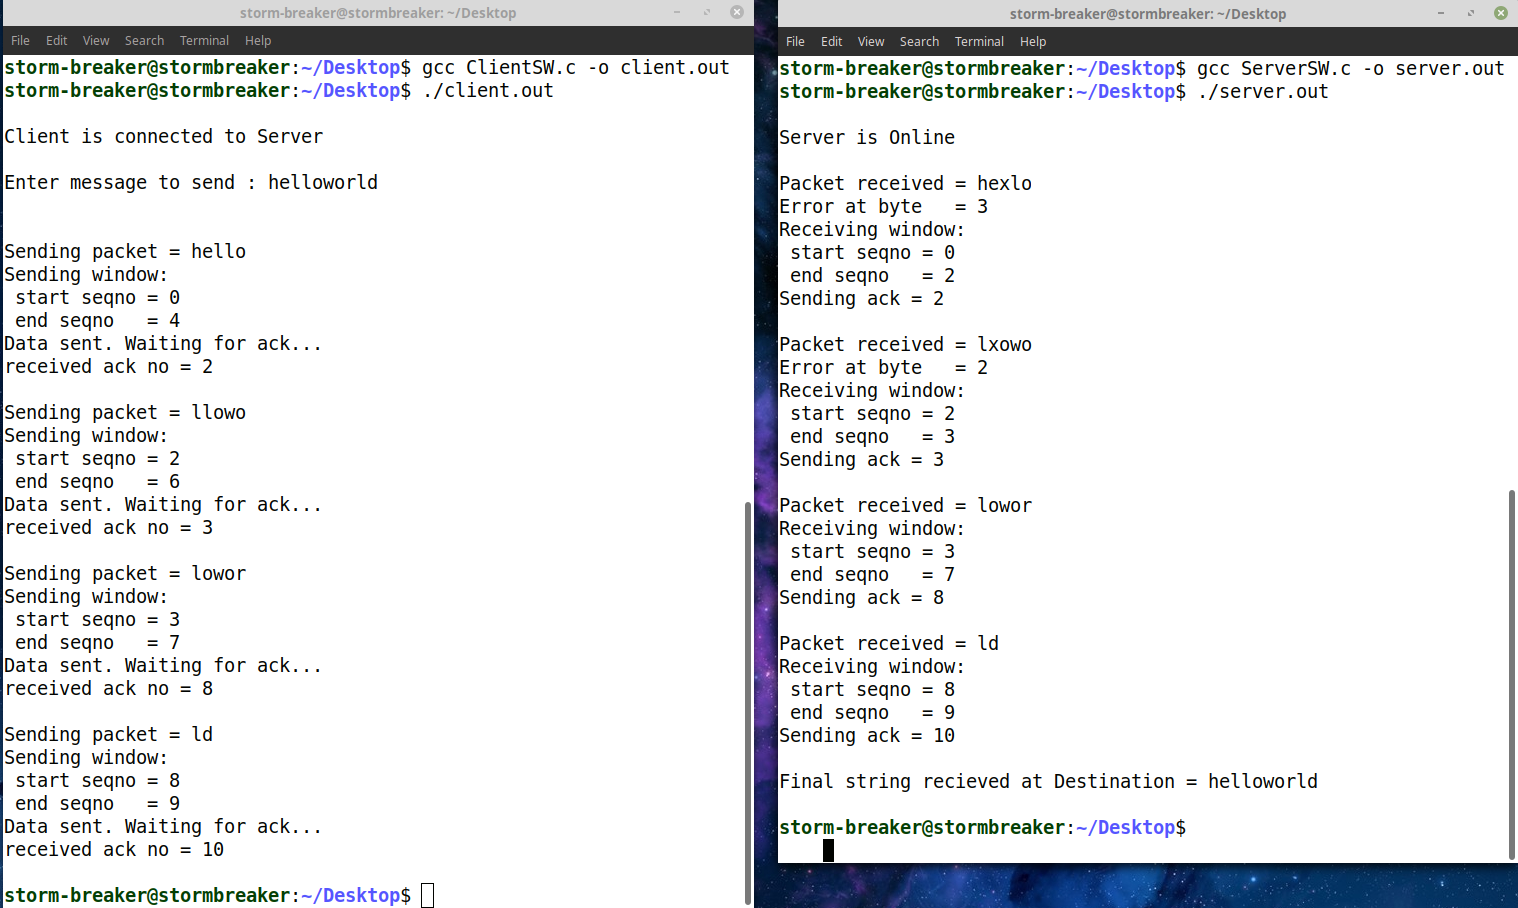 storm-breaker@stormbreaker: ~/Desktop
File Edit View Search Terminal Help
storm-breaker@stormbreaker:~/Desktop$ gcc ClientSW.c -o client.out
storm-breaker@stormbreaker:~/Desktop$ ./client.out
Client is connected to Server
Enter message to send : helloworld
Sending packet = hello
Sending window:
 start seqno = 0
 end seqno   = 4
Data sent. Waiting for ack...
received ack no = 2
Sending packet = llowo
Sending window:
 start seqno = 2
 end seqno   = 6
Data sent. Waiting for ack...
received ack no = 3
Sending packet = lowor
Sending window:
 start seqno = 3
 end seqno   = 7
Data sent. Waiting for ack...
received ack no = 8
Sending packet = ld
Sending window:
 start seqno = 8
 end seqno   = 9
Data sent. Waiting for ack...
received ack no = 10
storm-breaker@stormbreaker:~/Desktop$
storm-breaker@stormbreaker: ~/Desktop
File Edit View Search Terminal Help
storm-breaker@stormbreaker:~/Desktop$ gcc ServerSW.c -o server.out
storm-breaker@stormbreaker:~/Desktop$ ./server.out
Server is Online
Packet received = hexlo
Error at byte   = 3
Receiving window:
 start seqno = 0
 end seqno   = 2
Sending ack = 2
Packet received = lxowo
Error at byte   = 2
Receiving window:
 start seqno = 2
 end seqno   = 3
Sending ack = 3
Packet received = lowor
Receiving window:
 start seqno = 3
 end seqno   = 7
Sending ack = 8
Packet received = ld
Receiving window:
 start seqno = 8
 end seqno   = 9
Sending ack = 10
Final string recieved at Destination = helloworld
storm-breaker@stormbreaker:~/Desktop$